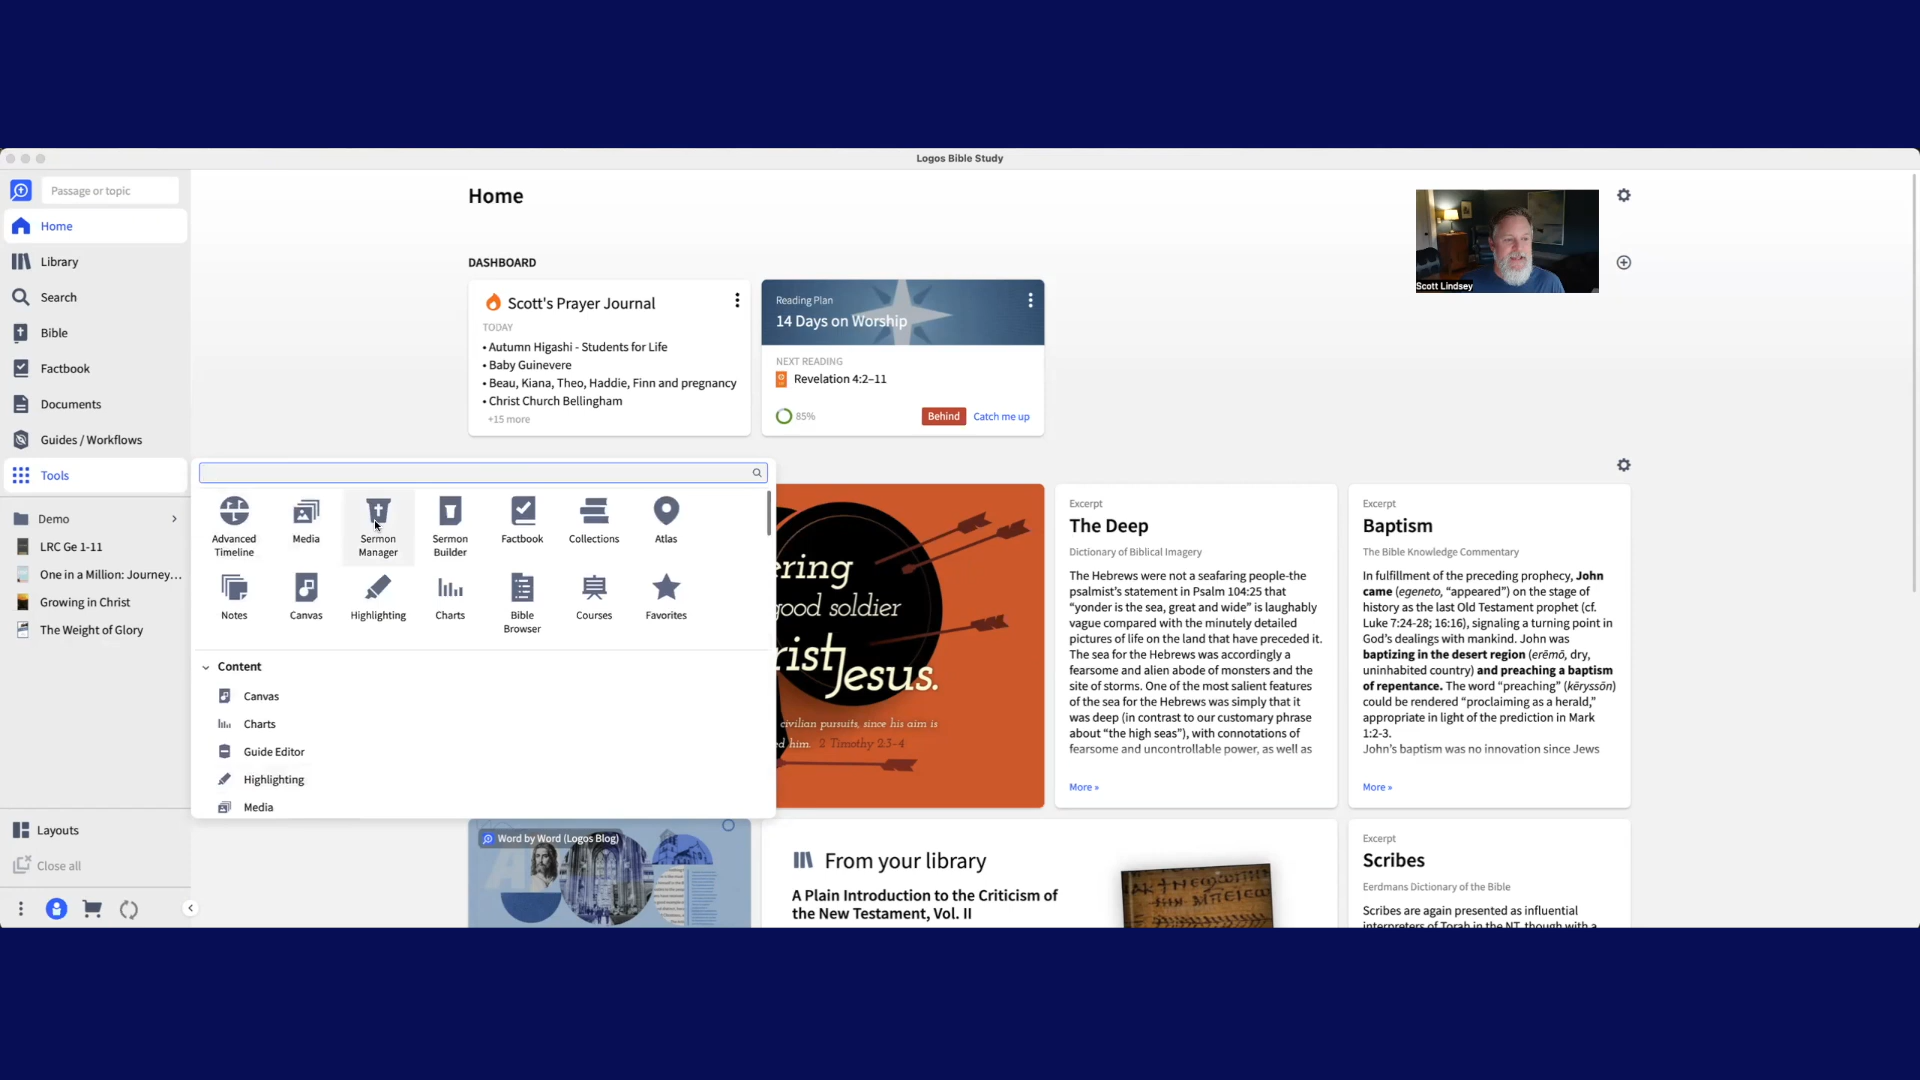 Logos Bible Study
Passage or topic
Home
Library
Search
Bible
Factbook
Documents
Guides / Workflows
Tools
Demo
LRC Ge 1-11
One in a Million: Journey...
Growing in Christ
The Weight of Glory
Layouts
Close all
Home
Scott Lindsey
DASHBOARD
Scott's Prayer Journal
TODAY
• Autumn Higashi - Students for Life
• Baby Guinevere
• Beau, Kiana, Theo, Haddie, Finn and pregnancy
• Christ Church Bellingham
+15 more
Reading Plan
14 Days on Worship
NEXT READING
Revelation 4:2–11
85%
Behind
Catch me up
Advanced
Timeline
Media
Sermon
Manager
Sermon
Builder
Factbook
Collections
Atlas
Notes
Canvas
Highlighting
Charts
Bible
Browser
Courses
Favorites
Content
Canvas
Charts
Guide Editor
Highlighting
Media
ering
good soldier
rist Jesus.
civilian pursuits, since his aim is
ed him. 2 Timothy 2:3–4
Excerpt
The Deep
Dictionary of Biblical Imagery
The Hebrews were not a seafaring people-the
psalmist’s statement in Psalm 104:25 that
“yonder is the sea, great and wide” is laughably
vague compared with the minutely detailed
pictures of life on the land that have preceded it.
The sea for the Hebrews was accordingly a
fearsome and alien abode of monsters and the
site of storms. One of the most salient features
of the sea for the Hebrews was simply that it
was deep (in contrast to our customary phrase
about “the high seas”), with connotations of
fearsome and uncontrollable power, as well as
More »
Excerpt
Baptism
The Bible Knowledge Commentary
In fulfillment of the preceding prophecy, John
came (egeneto, “appeared”) on the stage of
history as the last Old Testament prophet (cf.
Luke 7:24-28; 16:16), signaling a turning point in
God’s dealings with mankind. John was
baptizing in the desert region (erēmō, dry,
uninhabited country) and preaching a baptism
of repentance. The word “preaching” (kēryssōn)
could be rendered “proclaiming as a herald,”
appropriate in light of the prediction in Mark
1:2-3.
John’s baptism was no innovation since Jews
More »
Word by Word (Logos Blog)
From your library
A Plain Introduction to the Criticism of
the New Testament, Vol. II
Excerpt
Scribes
Eerdmans Dictionary of the Bible
Scribes are again presented as influential
interpreters of Torah in the NT, though with a